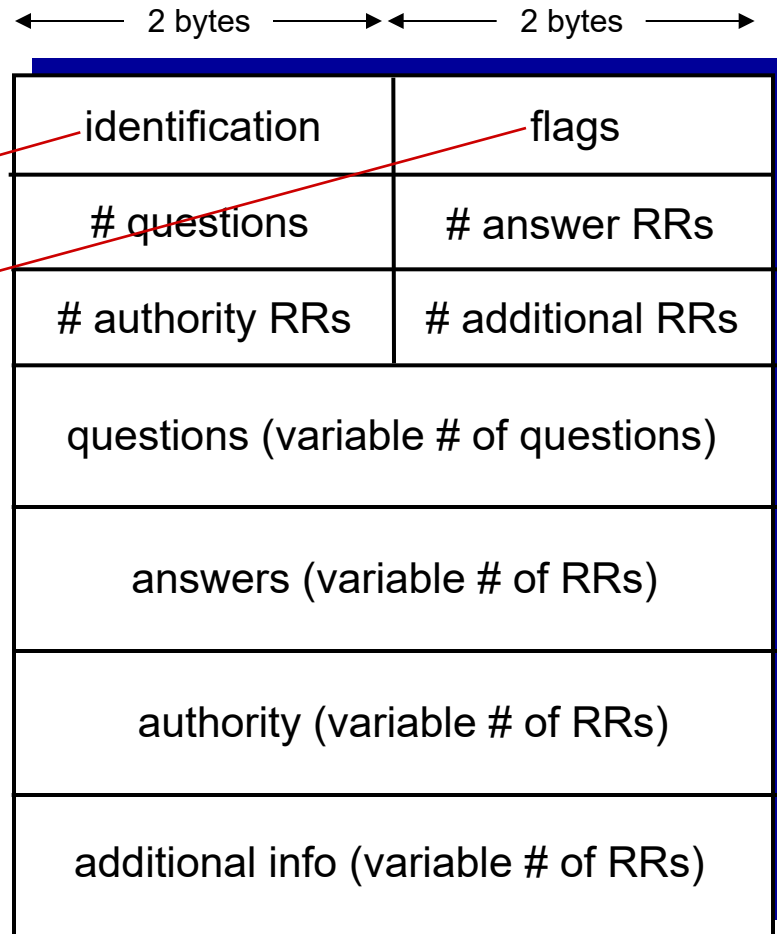 2 bytes 2 bytes
identification flags
# questions # answer RRs
# authority RRs # additional RRs
questions (variable # of questions)
answers (variable # of RRs)
authority (variable # of RRs)
additional info (variable # of RRs)